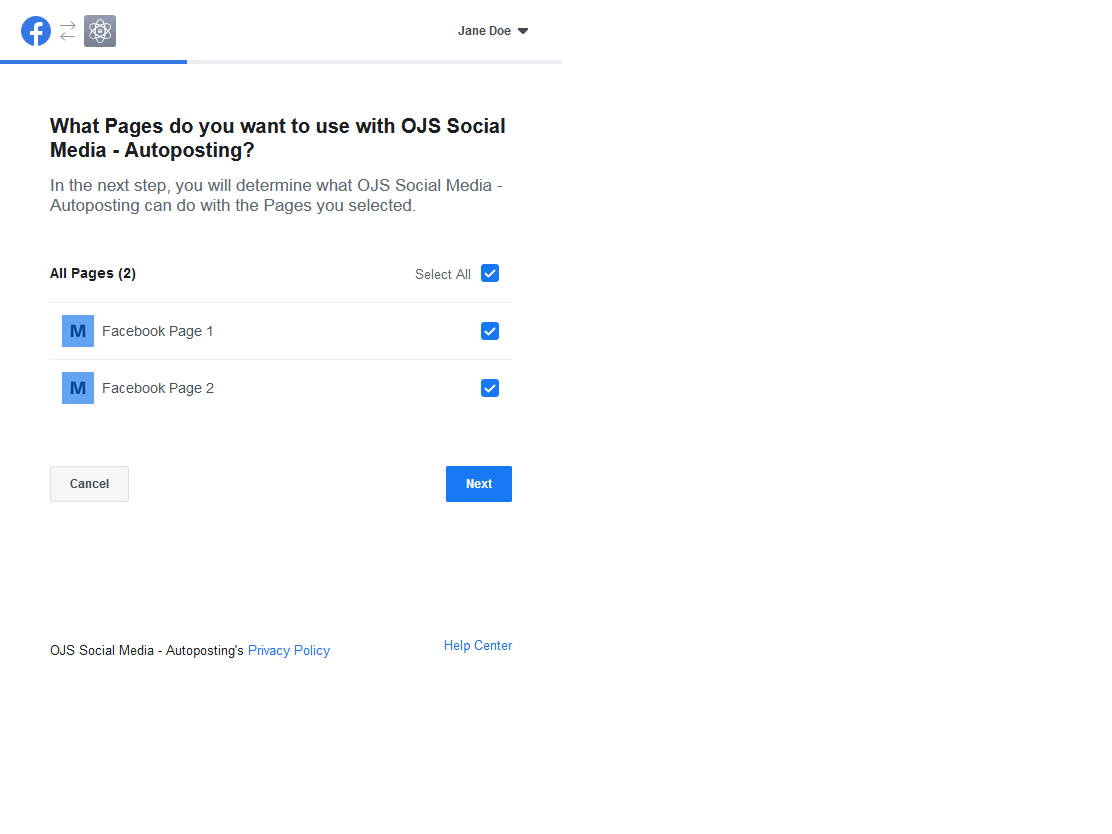 Jane Doe
What Pages do you want to use with OJS Social
Media - Autoposting?
In the next step, you will determine what OJS Social Media -
Autoposting can do with the Pages you selected.
All Pages (2)
Select All
M Facebook Page 1
M Facebook Page 2
Cancel
Next
OJS Social Media - Autoposting's Privacy Policy
Help Center